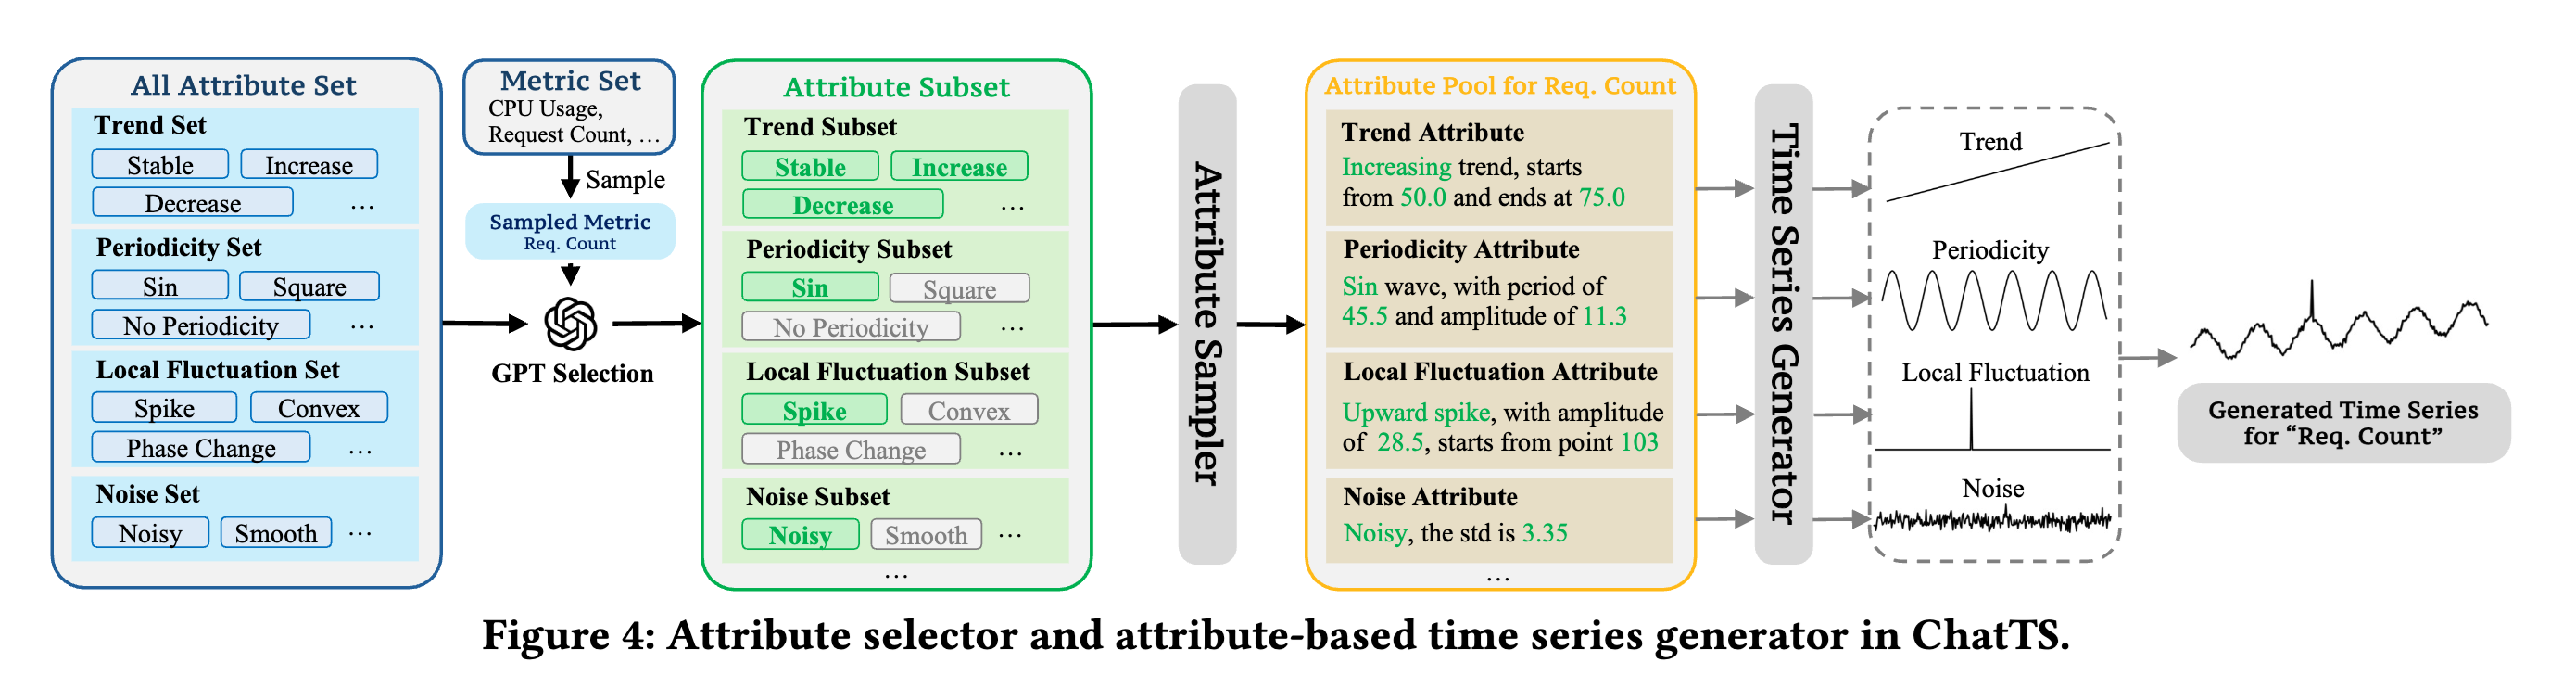 All Attribute Set
Trend Set
Stable
Increase
Decrease
...
Periodicity Set
Sin
Square
No Periodicity
...
Local Fluctuation Set
Spike
Convex
Phase Change
...
Noise Set
Noisy
Smooth
...
Metric Set
CPU Usage,
Request Count, ...
Sample
Sampled Metric
Req. Count
GPT Selection
Attribute Subset
Trend Subset
Stable
Increase
Decrease
...
Periodicity Subset
Sin
Square
No Periodicity
...
Local Fluctuation Subset
Spike
Convex
Phase Change
...
Noise Subset
Noisy
Smooth
...
...
Attribute Sampler
Attribute Pool for Req. Count
Trend Attribute
Increasing trend, starts
from 50.0 and ends at 75.0
Periodicity Attribute
Sin wave, with period of
45.5 and amplitude of 11.3
Local Fluctuation Attribute
Upward spike, with amplitude
of 28.5, starts from point 103
Noise Attribute
Noisy, the std is 3.35
...
Time Series Generator
Trend
Periodicity
Local Fluctuation
Noise
Generated Time Series
for “Req. Count”
Figure 4: Attribute selector and attribute-based time series generator in ChatTS.